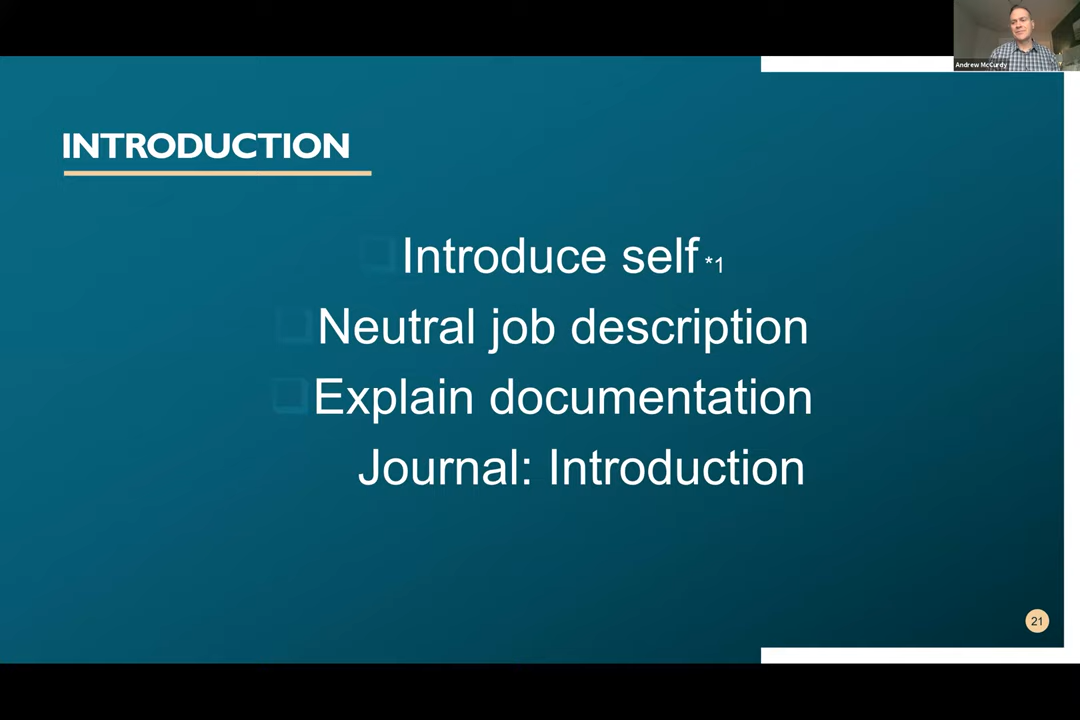 Andrew McCurdy
INTRODUCTION
Introduce self *1
Neutral job description
Explain documentation
Journal: Introduction
21